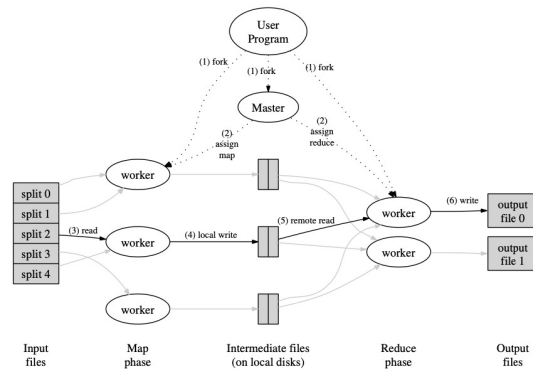 User
Program
(1) fork
(1) fork
(1) fork
Master
(2)
assign
map
(2)
assign
reduce
worker
split 0
split 1
split 2
split 3
split 4
(3) read
worker
(4) local write
(5) remote read
worker
(6) write
output
file 0
worker
output
file 1
worker
Input
files
Map
phase
Intermediate files
(on local disks)
Reduce
phase
Output
files